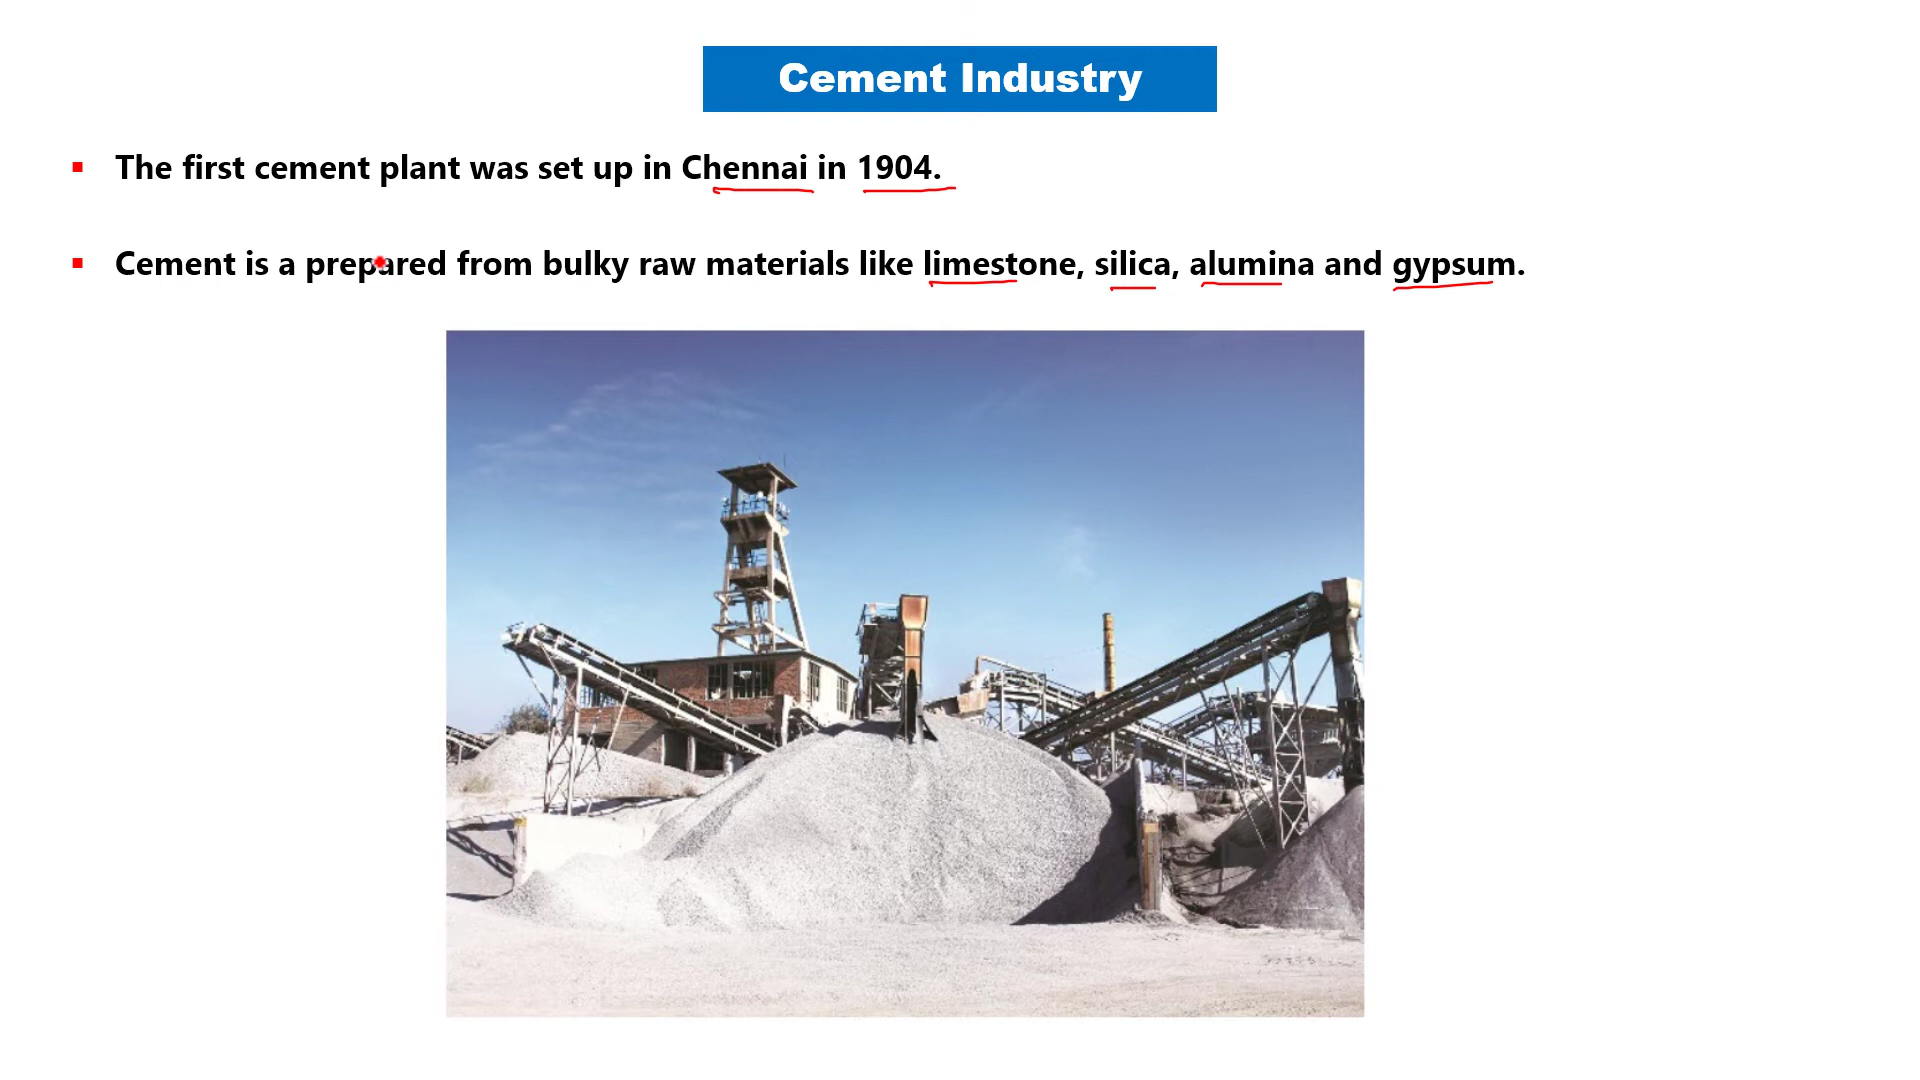 Cement Industry
The first cement plant was set up in Chennai in 1904.
Cement is a prepared from bulky raw materials like limestone, silica, alumina and gypsum.